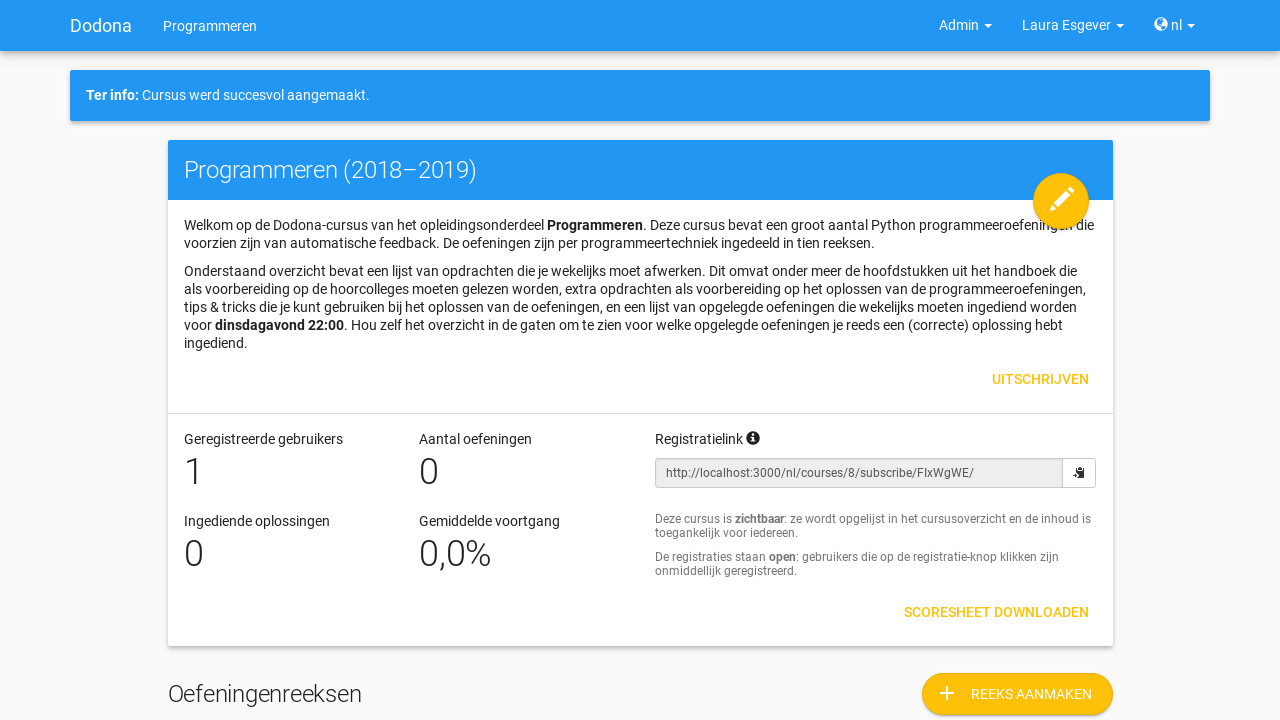 Dodona Programmeren Admin Laura Esgever nl
Ter info: Cursus werd succesvol aangemaakt.
Programmeren (2018–2019)
Welkom op de Dodona-cursus van het opleidingsonderdeel Programmeren. Deze cursus bevat een groot aantal Python programmeeroefeningen die
voorzien zijn van automatische feedback. De oefeningen zijn per programmeertechniek ingedeeld in tien reeksen.
Onderstaand overzicht bevat een lijst van opdrachten die je wekelijks moet afwerken. Dit omvat onder meer de hoofdstukken uit het handboek die
als voorbereiding op de hoorcolleges moeten gelezen worden, extra opdrachten als voorbereiding op het oplossen van de programmeeroefeningen,
tips & tricks die je kunt gebruiken bij het oplossen van de oefeningen, en een lijst van opgelegde oefeningen die wekelijks moeten ingediend worden
voor dinsdagavond 22:00. Hou zelf het overzicht in de gaten om te zien voor welke opgelegde oefeningen je reeds een (correcte) oplossing hebt
ingediend.
UITSCHRIJVEN
Geregistreerde gebruikers
1
Aantal oefeningen
0
Registratielink
http://localhost:3000/nl/courses/8/subscribe/FIxWgWE/
Ingediende oplossingen
0
Gemiddelde voortgang
0,0%
Deze cursus is zichtbaar: ze wordt opgelijst in het cursusoverzicht en de inhoud is
toegankelijk voor iedereen.
De registraties staan open: gebruikers die op de registratie-knop klikken zijn
onmiddellijk geregistreerd.
SCORESHEET DOWNLOADEN
Oefeningenreeksen
REEKS AANMAKEN